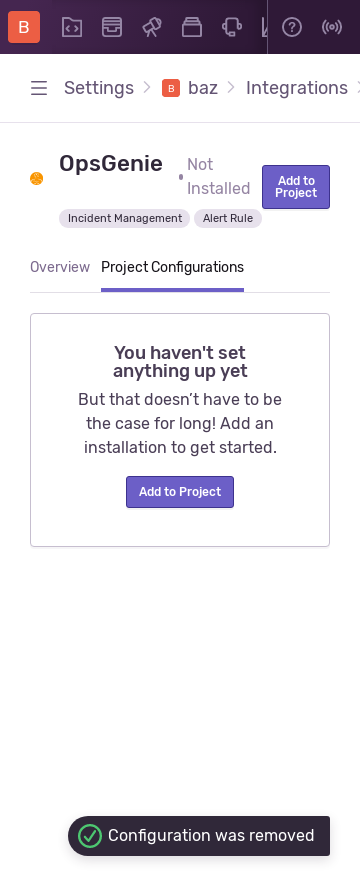 B
Settings
B baz
Integrations
OpsGenie
Not
Installed
Add to
Project
Incident Management
Alert Rule
Overview
Project Configurations
You haven't set
anything up yet
But that doesn’t have to be
the case for long! Add an
installation to get started.
Add to Project
Configuration was removed